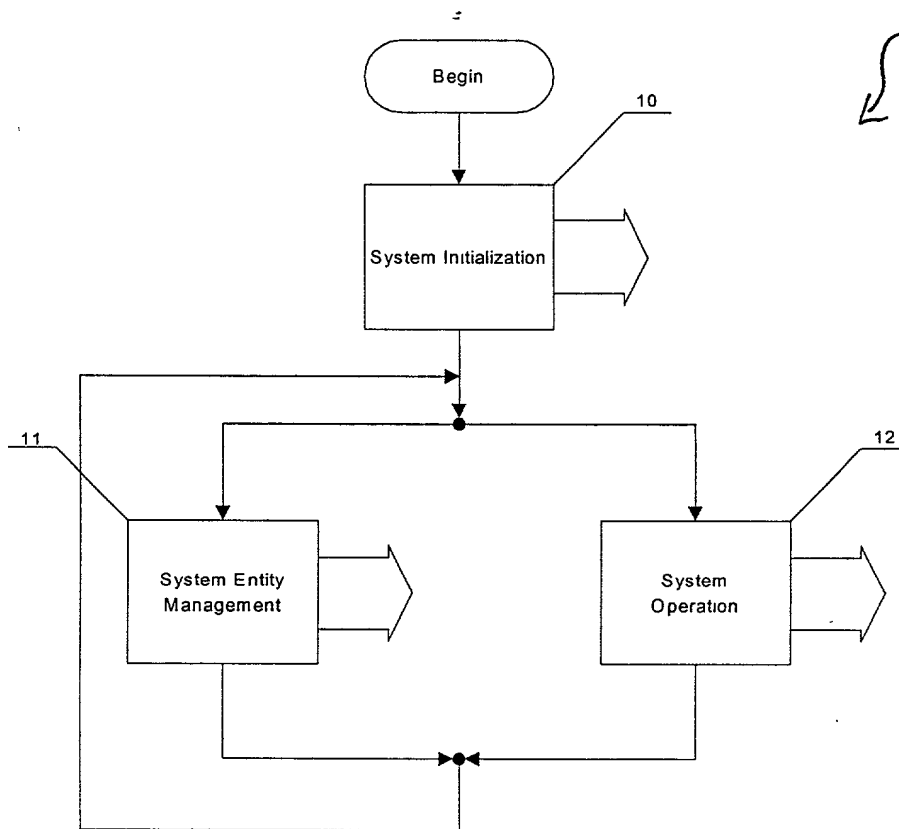 Begin
10
System Initialization
11
12
System Entity
Management
System
Operation